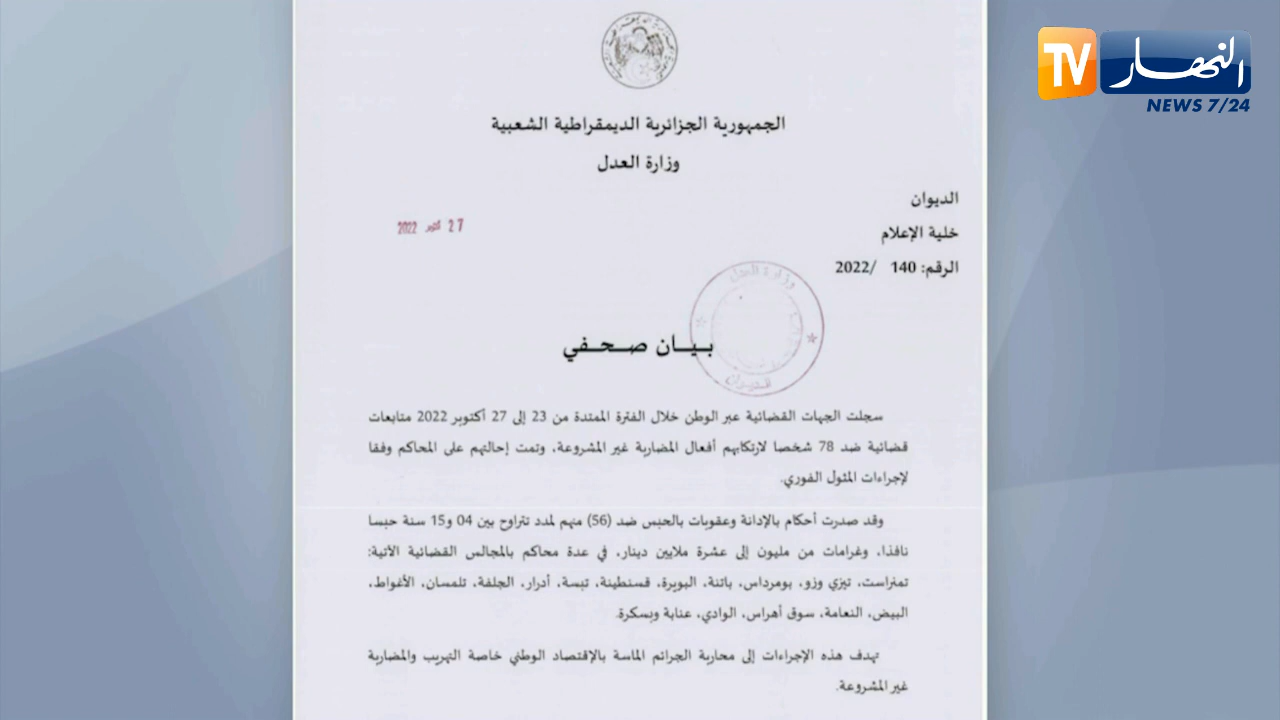 النهار TV
NEWS 7/24
الجمهورية الجزائرية الديمقراطية الشعبية
وزارة العدل
الديوان
خلية الإعلام
الرقم: 140 /2022
27 أكتوبر 2022
وزارة العدل
الديوان
بـيـــان صـحـفـي
سجلت الجهات القضائية عبر الوطن خلال الفترة الممتدة من 23 إلى 27 أكتوبر 2022 متابعات
قضائية ضد 78 شخصا لارتكابهم أفعال المضاربة غير المشروعة، وتمت إحالتهم على المحاكم وفقا
لإجراءات المثول الفوري.
وقد صدرت أحكام بالإدانة وعقوبات بالحبس ضد (56) منهم لمدد تتراوح بين 04 و15 سنة حبسا
نافذا، وغرامات من مليون إلى عشرة ملايين دينار، في عدة محاكم بالمجالس القضائية الآتية:
تمنراست، تيزي وزو، بومرداس، باتنة، البويرة، قسنطينة، تبسة، أدرار، الجلفة، تلمسان، الأغواط،
البيض، النعامة، سوق أهراس، الوادي، عنابة وبسكرة.
تهدف هذه الإجراءات إلى محاربة الجرائم الماسة بالإقتصاد الوطني خاصة التهريب والمضاربة
غير المشروعة.